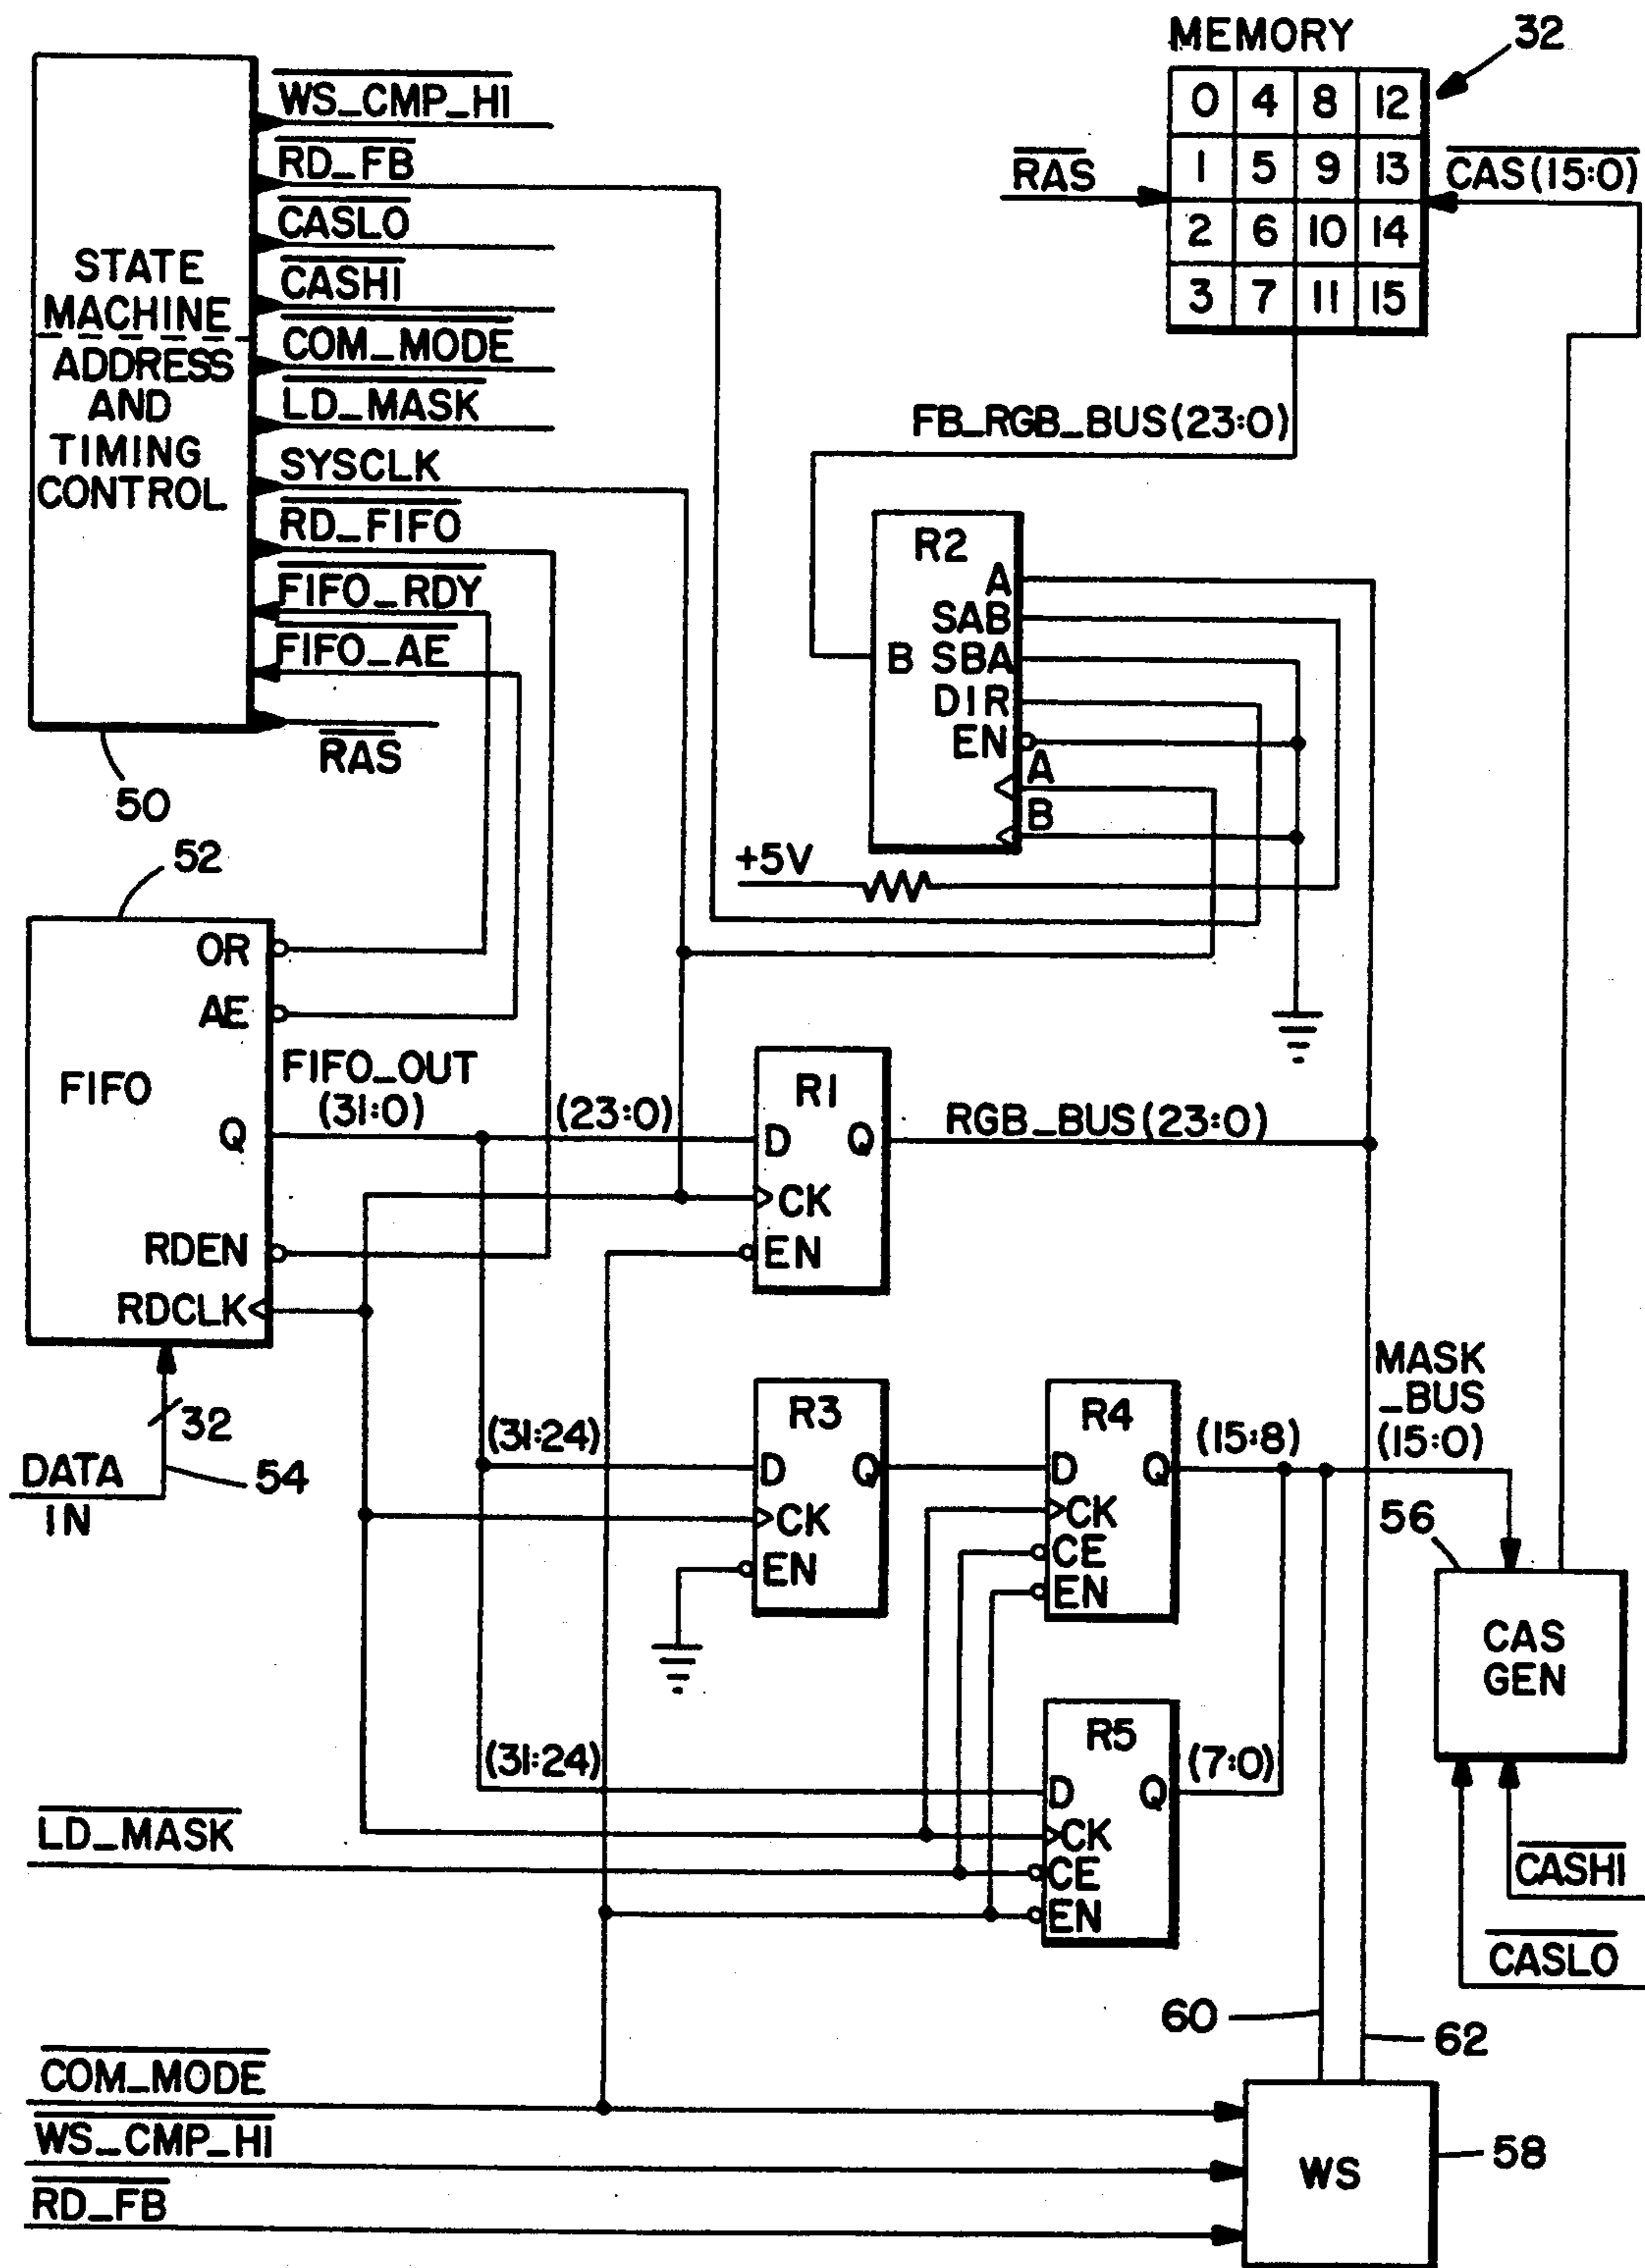 MEMORY
32
0 4 8 12
1 5 9 13
2 6 10 14
3 7 11 15
RAS
CAS(15:0)
WS_CMP_HI
RD_FB
CASLO
CASHI
COM_MODE
LD_MASK
SYSCLK
RD_FIFO
FIFO_RDY
FIFO_AE
RAS
STATE
MACHINE
ADDRESS
AND
TIMING
CONTROL
50
FB_RGB_BUS(23:0)
R2
A
SAB
B SBA
DIR
EN
A
B
+5V
52
OR
AE
FIFO
Q
RDEN
RDCLK
FIFO_OUT
(31:0)
(23:0)
R1
D Q
CK
EN
RGB_BUS(23:0)
32
DATA
IN
54
(31:24)
R3
D Q
CK
EN
R4
D Q
CK
CE
EN
(15:8)
MASK
_BUS
(15:0)
56
CAS
GEN
(31:24)
R5
D Q
CK
CE
EN
(7:0)
LD_MASK
CASHI
CASLO
60
62
COM_MODE
WS_CMP_HI
RD_FB
WS
58